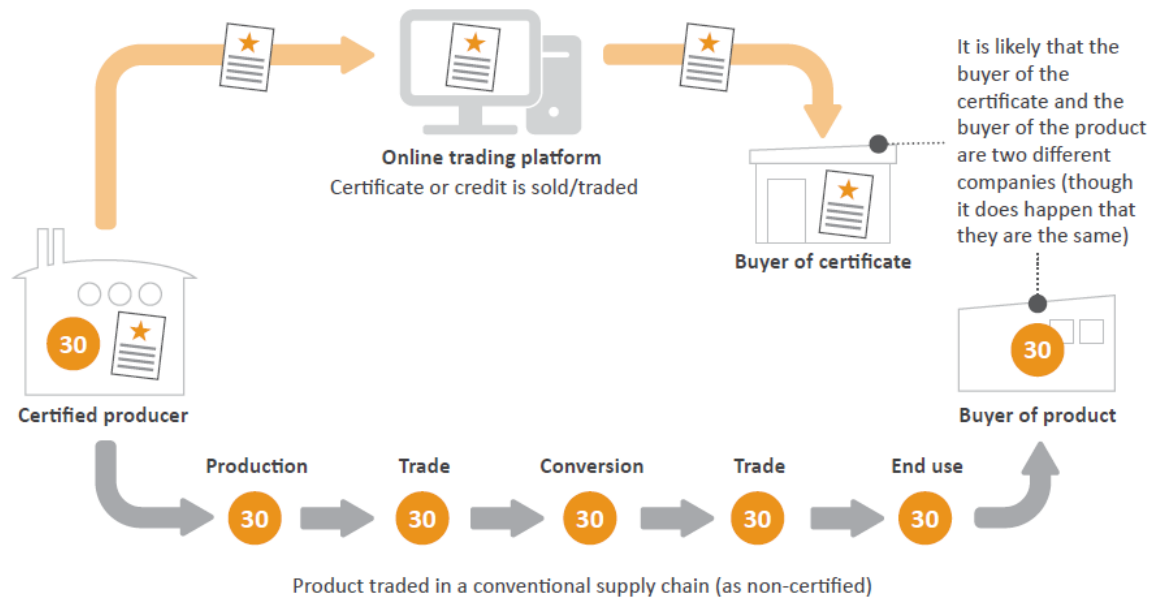 Online trading platform
Certificate or credit is sold/traded
It is likely that the
buyer of the
certificate and the
buyer of the product
are two different
companies (though
it does happen that
they are the same)
Buyer of certificate
30
Certified producer
30
Buyer of product
Production
Trade
Conversion
Trade
End use
30
30
30
30
30
Product traded in a conventional supply chain (as non-certified)